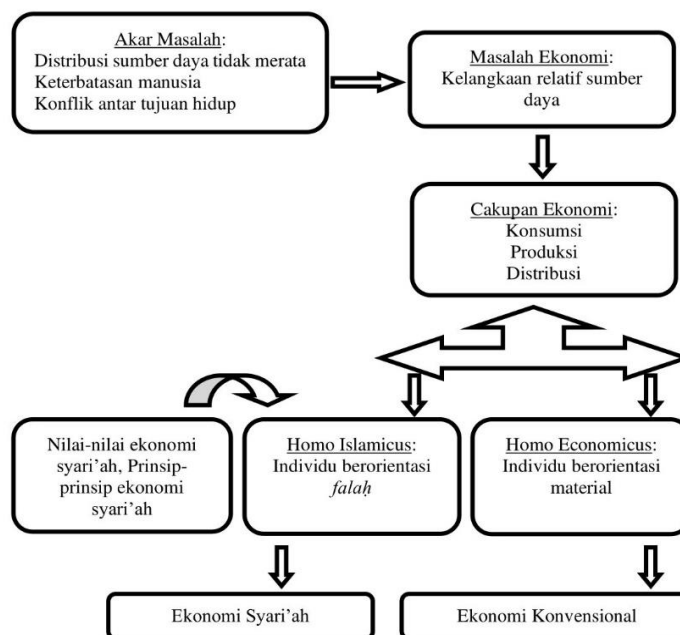 Akar Masalah:
Distribusi sumber daya tidak merata
Keterbatasan manusia
Konflik antar tujuan hidup
Masalah Ekonomi:
Kelangkaan relatif sumber
daya
Cakupan Ekonomi:
Konsumsi
Produksi
Distribusi
Nilai-nilai ekonomi
syari’ah, Prinsip-
prinsip ekonomi
syari’ah
Homo Islamicus:
Individu berorientasi
falaḥ
Homo Economicus:
Individu berorientasi
material
Ekonomi Syari’ah
Ekonomi Konvensional